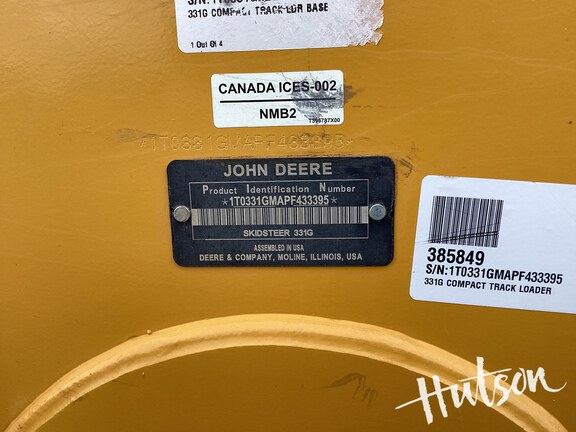 331G COMPACT TRACK LDR BASE
1 Out Of 4
CANADA ICES-002
NMB2
*1T0331GMAPF433395*
JOHN DEERE
Product Identification Number
*1T0331GMAPF433395*
SKIDSTEER 331G
ASSEMBLED IN USA
DEERE & COMPANY, MOLINE, ILLINOIS, USA
385849
S/N:1T0331GMAPF433395
331G COMPACT TRACK LOADER
Hutson